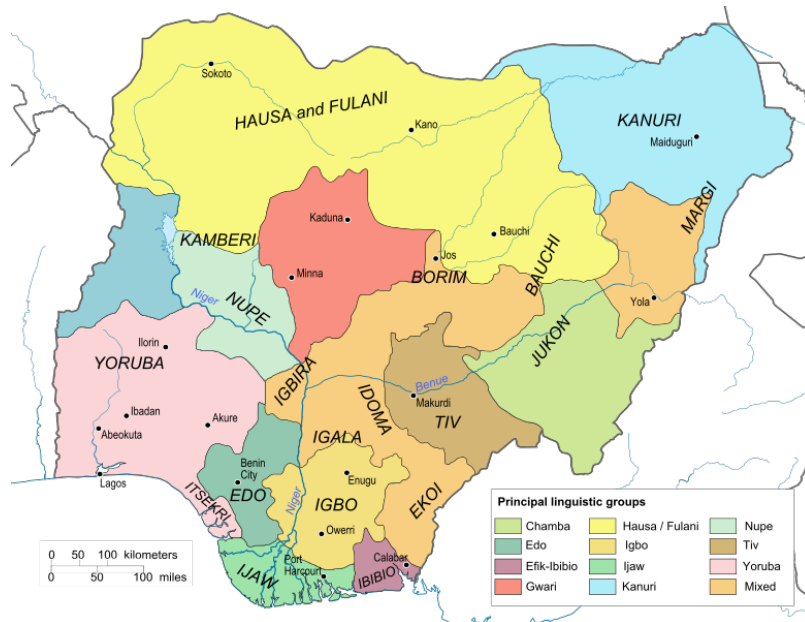 Sokoto
HAUSA and FULANI
Kano
KANURI
Maiduguri
Kaduna
MARGI
KAMBERI
Bauchi
Jos
BORIM
BAUCHI
Minna
Niger
NUPE
Yola
Ilorin
YORUBA
JUKON
IGBIRA
Benue
IDOMA
Makurdi
TIV
Ibadan
Akure
Abeokuta
IGALA
Benin
City
Enugu
Lagos
ITSEKRI
EDO
Niger
IGBO
EKOI
Owerri
Port
Harcourt
Calabar
IJAW
IBIBIO
0 50 100 kilometers
0 50 100 miles
Principal linguistic groups
Chamba
Hausa / Fulani
Nupe
Edo
Igbo
Tiv
Efik-Ibibio
Ijaw
Yoruba
Gwari
Kanuri
Mixed